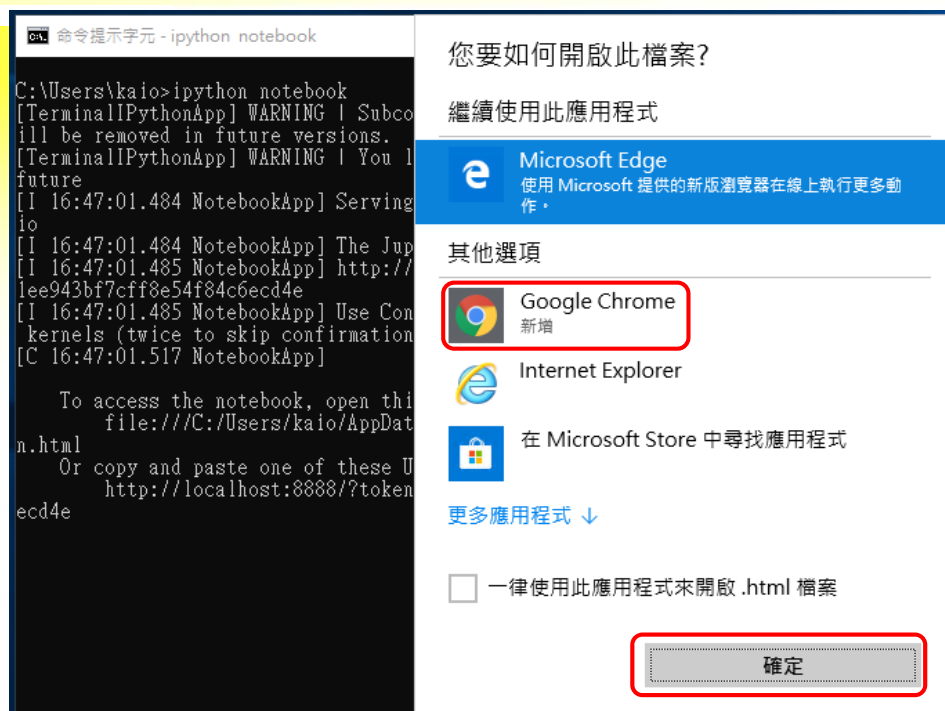 命令提示字元 - ipython notebook
C:\Users\kaio>ipython notebook
[TerminalIPythonApp] WARNING | Subco
ill be removed in future versions.
[TerminalIPythonApp] WARNING | You l
future
[I 16:47:01.484 NotebookApp] Serving
io
[I 16:47:01.484 NotebookApp] The Jup
[I 16:47:01.485 NotebookApp] http://
lee943bf7cff8e54f84c6ecd4e
[I 16:47:01.485 NotebookApp] Use Con
kernels (twice to skip confirmation
[C 16:47:01.517 NotebookApp]
To access the notebook, open thi
file:///C:/Users/kaio/AppDat
n.html
Or copy and paste one of these U
http://localhost:8888/?token
ecd4e
您要如何開啟此檔案?
繼續使用此應用程式
Microsoft Edge
使用 Microsoft 提供的新版瀏覽器在線上執行更多動
作。
其他選項
Google Chrome
新增
Internet Explorer
在 Microsoft Store 中尋找應用程式
更多應用程式 ↓
一律使用此應用程式來開啟 .html 檔案
確定